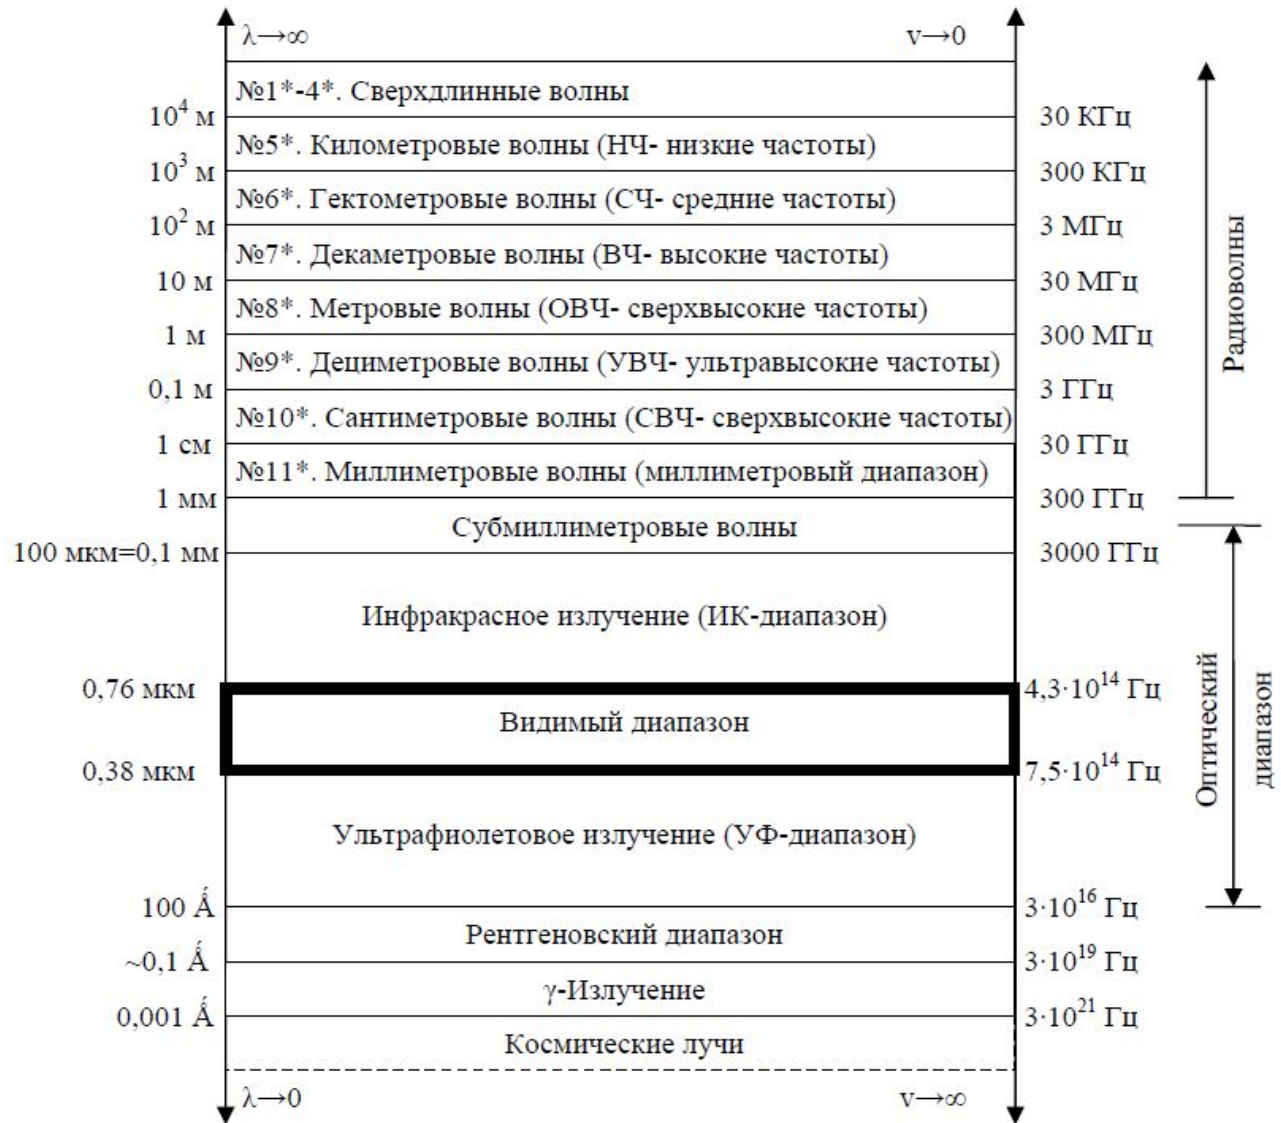 λ→∞ ν→0
№1*-4*. Сверхдлинные волны
10⁴ м 30 КГц
№5*. Километровые волны (НЧ- низкие частоты)
10³ м 300 КГц
№6*. Гектометровые волны (СЧ- средние частоты)
10² м 3 МГц
№7*. Декаметровые волны (ВЧ- высокие частоты)
10 м 30 МГц
№8*. Метровые волны (ОВЧ- сверхвысокие частоты)
1 м 300 МГц
№9*. Дециметровые волны (УВЧ- ультравысокие частоты)
0,1 м 3 ГГц
№10*. Сантиметровые волны (СВЧ- сверхвысокие частоты)
1 см 30 ГГц
№11*. Миллиметровые волны (миллиметровый диапазон)
1 мм 300 ГГц
Субмиллиметровые волны
100 мкм=0,1 мм 3000 ГГц
Инфракрасное излучение (ИК-диапазон)
0,76 мкм 4,3·10¹⁴ Гц
Видимый диапазон
0,38 мкм 7,5·10¹⁴ Гц
Ультрафиолетовое излучение (УФ-диапазон)
100 Ǻ 3·10¹⁶ Гц
Рентгеновский диапазон
~0,1 Ǻ 3·10¹⁹ Гц
γ-Излучение
0,001 Ǻ 3·10²¹ Гц
Космические лучи
λ→0 ν→∞
Радиоволны
Оптический
диапазон